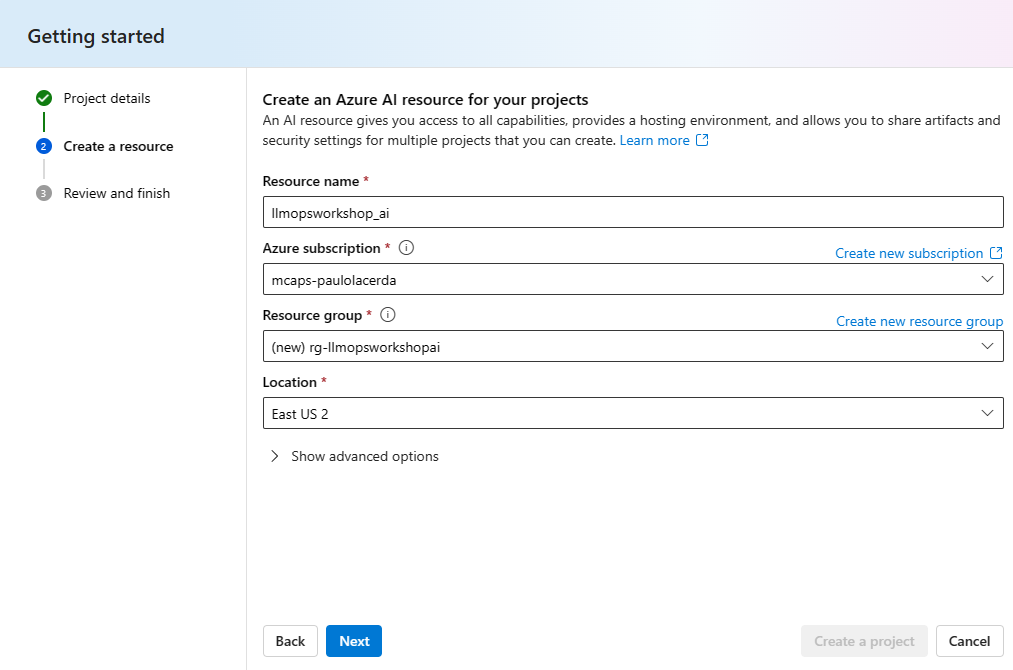 Getting started
Project details
2
Create a resource
3
Review and finish
Create an Azure AI resource for your projects
An AI resource gives you access to all capabilities, provides a hosting environment, and allows you to share artifacts and
security settings for multiple projects that you can create. Learn more
Resource name *
llmopsworkshop_ai
Azure subscription *
Create new subscription
mcaps-paulolacerda
Resource group *
Create new resource group
(new) rg-llmopsworkshopai
Location *
East US 2
Show advanced options
Back
Next
Create a project
Cancel